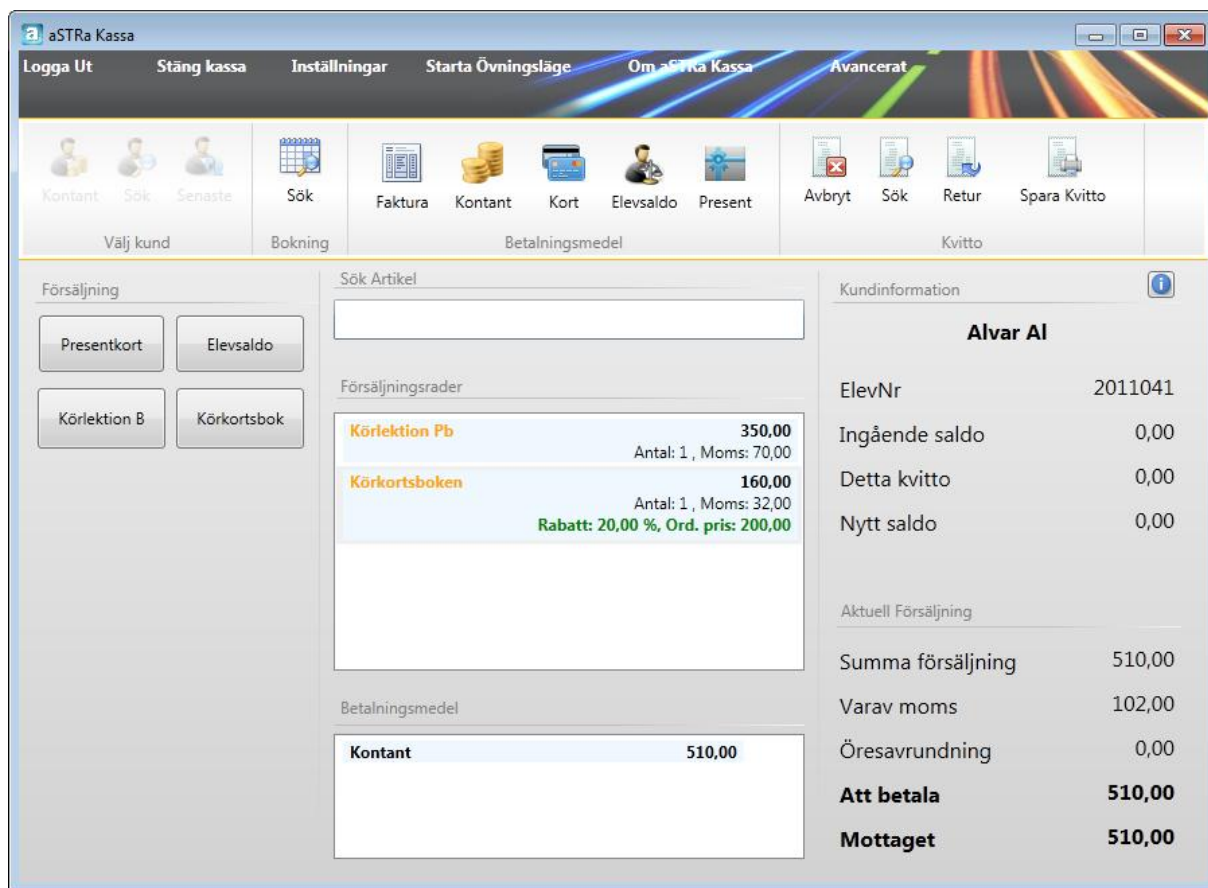 a aSTRa Kassa
Logga Ut Stäng kassa Inställningar Starta Övningsläge Om aSTRa Kassa Avancerat
Kontant Sök Senaste Sök Faktura Kontant Kort Elevsaldo Present Avbryt Sök Retur Spara Kvitto
Välj kund Bokning Betalningsmedel Kvitto
Försäljning
Presentkort Elevsaldo
Körlektion B Körkortsbok
Sök Artikel
Försäljningsrader
Körlektion Pb 350,00
Antal: 1 , Moms: 70,00
Körkortsboken 160,00
Antal: 1 , Moms: 32,00
Rabatt: 20,00 %, Ord. pris: 200,00
Betalningsmedel
Kontant 510,00
Kundinformation i
Alvar Al
ElevNr 2011041
Ingående saldo 0,00
Detta kvitto 0,00
Nytt saldo 0,00
Aktuell Försäljning
Summa försäljning 510,00
Varav moms 102,00
Öresavrundning 0,00
Att betala 510,00
Mottaget 510,00